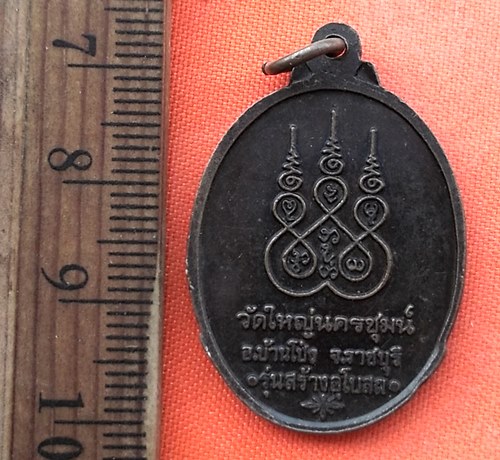 7
8
9
10
วัดใหญ่นครชุมน์
อ.บ้านโป่ง จ.ราชบุรี
รุ่นสร้างอุโบสถ